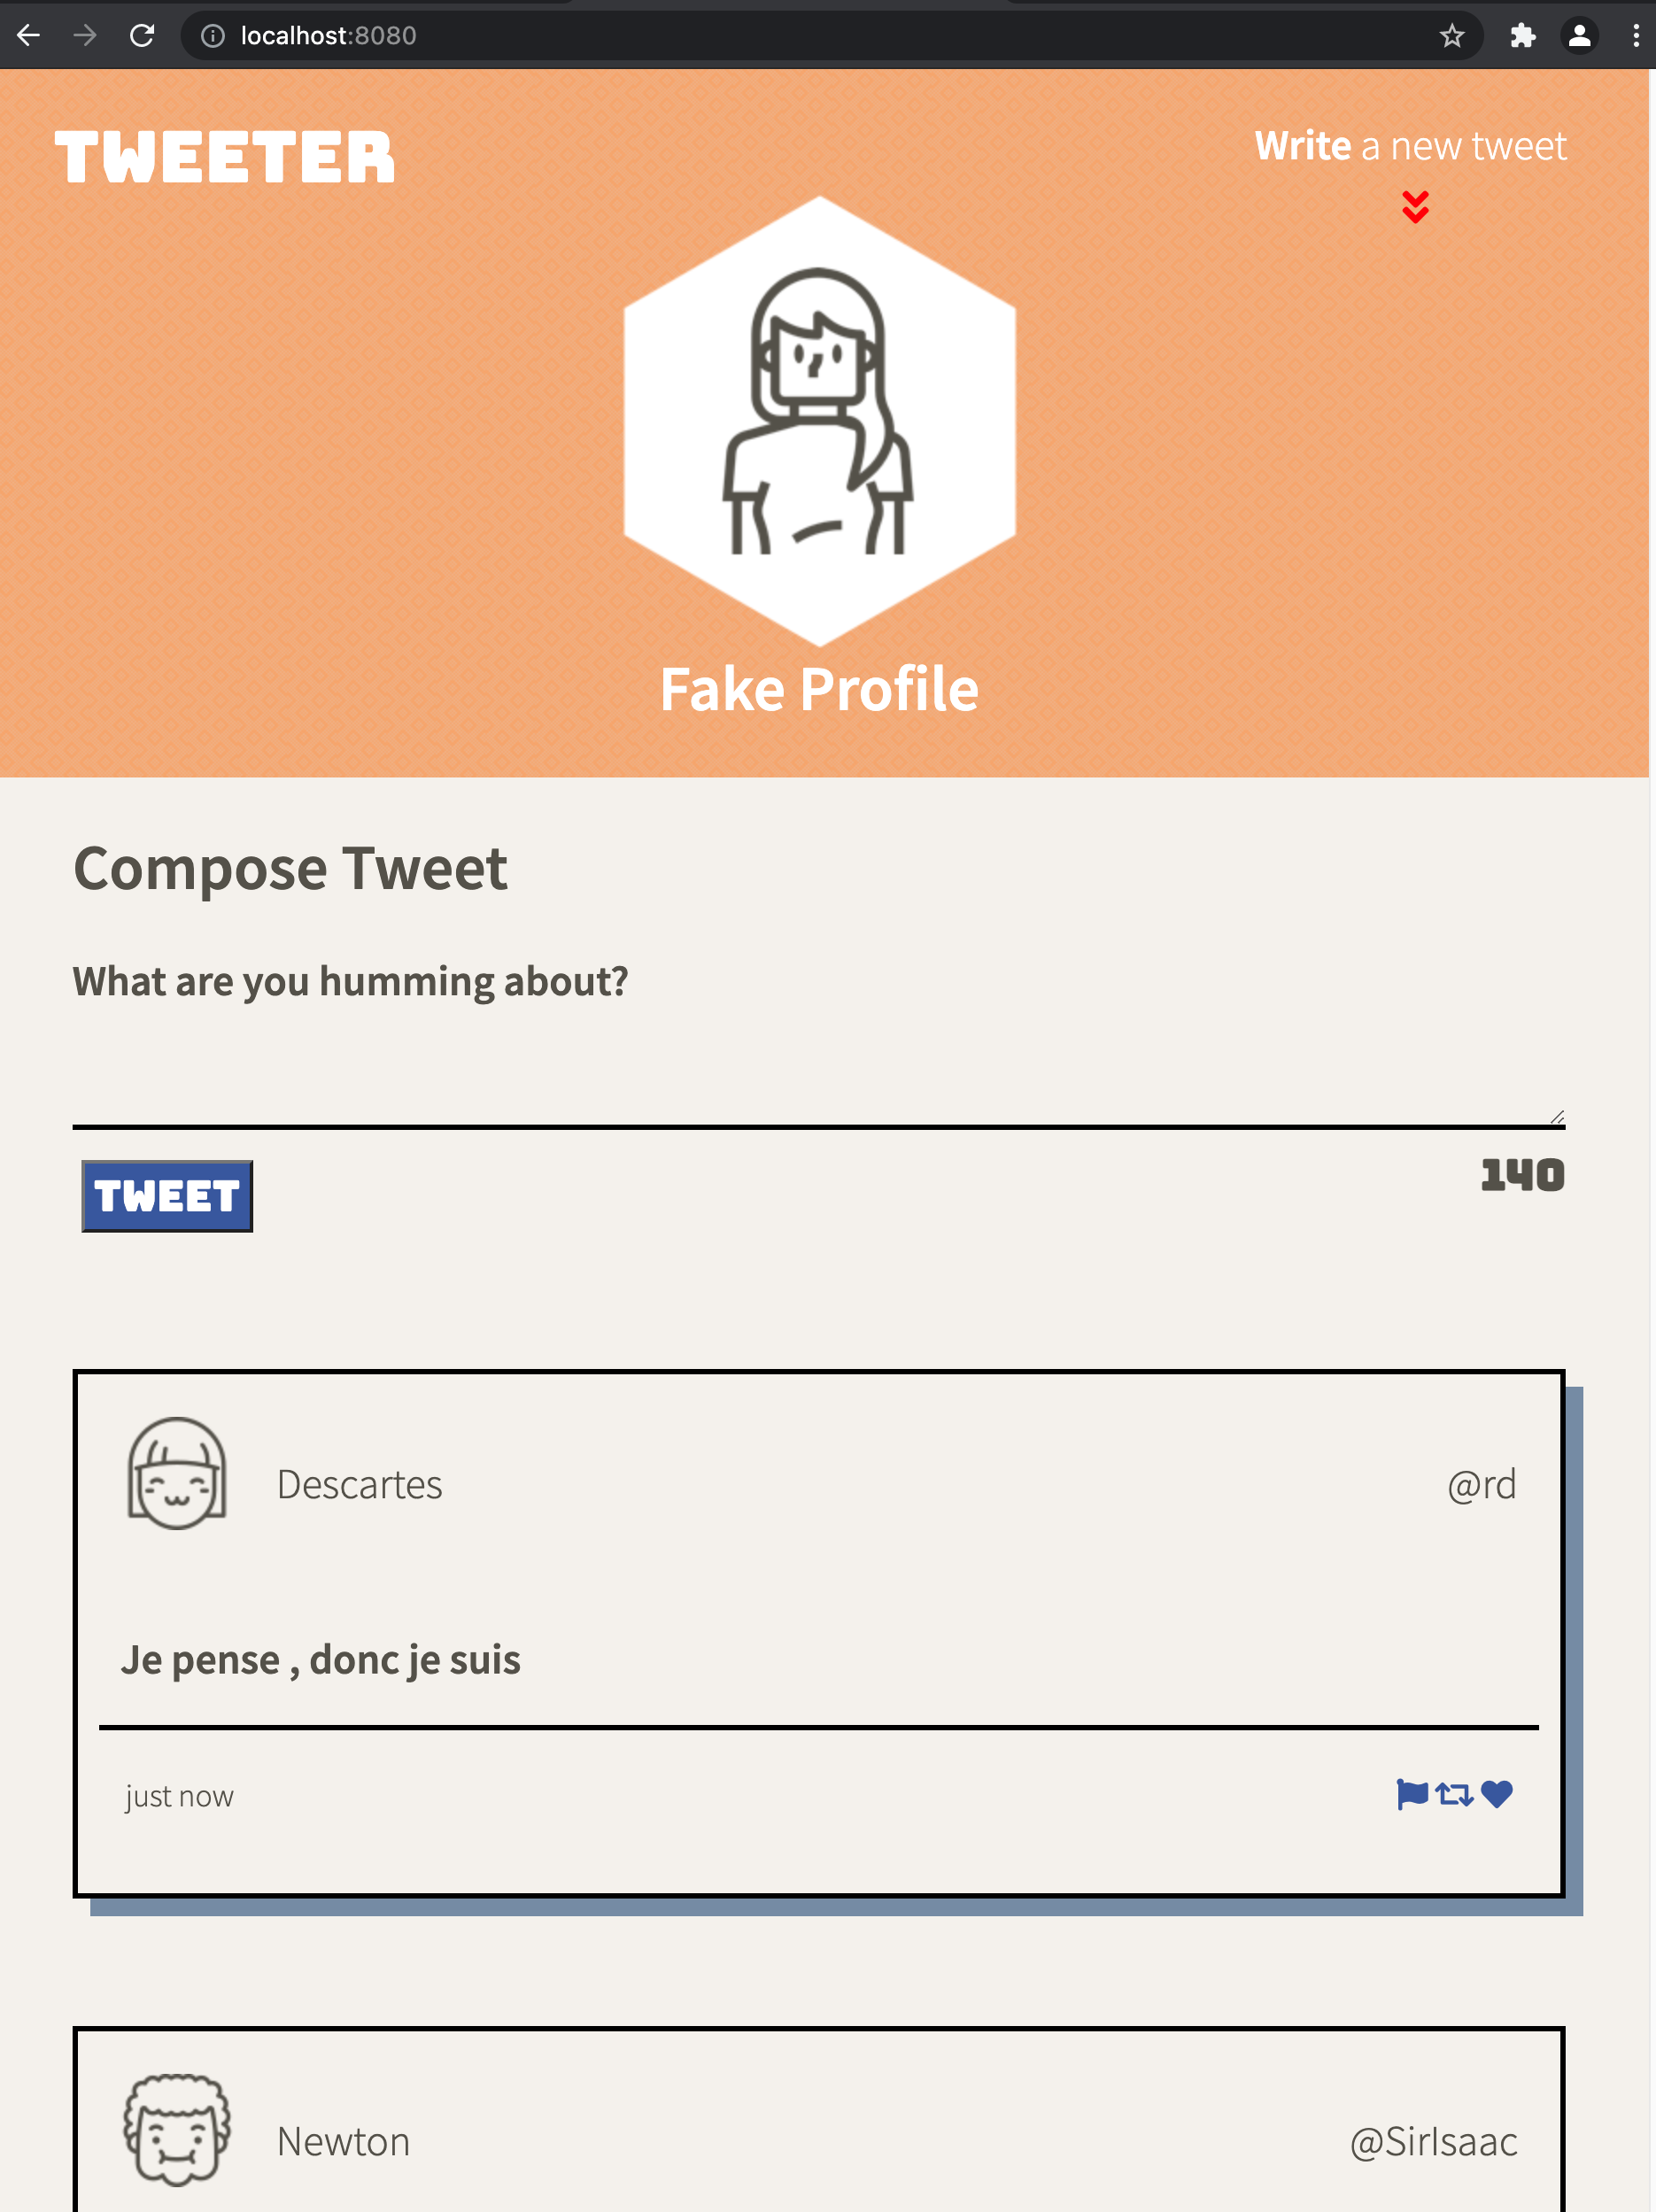 localhost:8080
TWEETER
Write a new tweet
Fake Profile
Compose Tweet
What are you humming about?
TWEET
140
Descartes
@rd
Je pense , donc je suis
just now
Newton
@SirIsaac